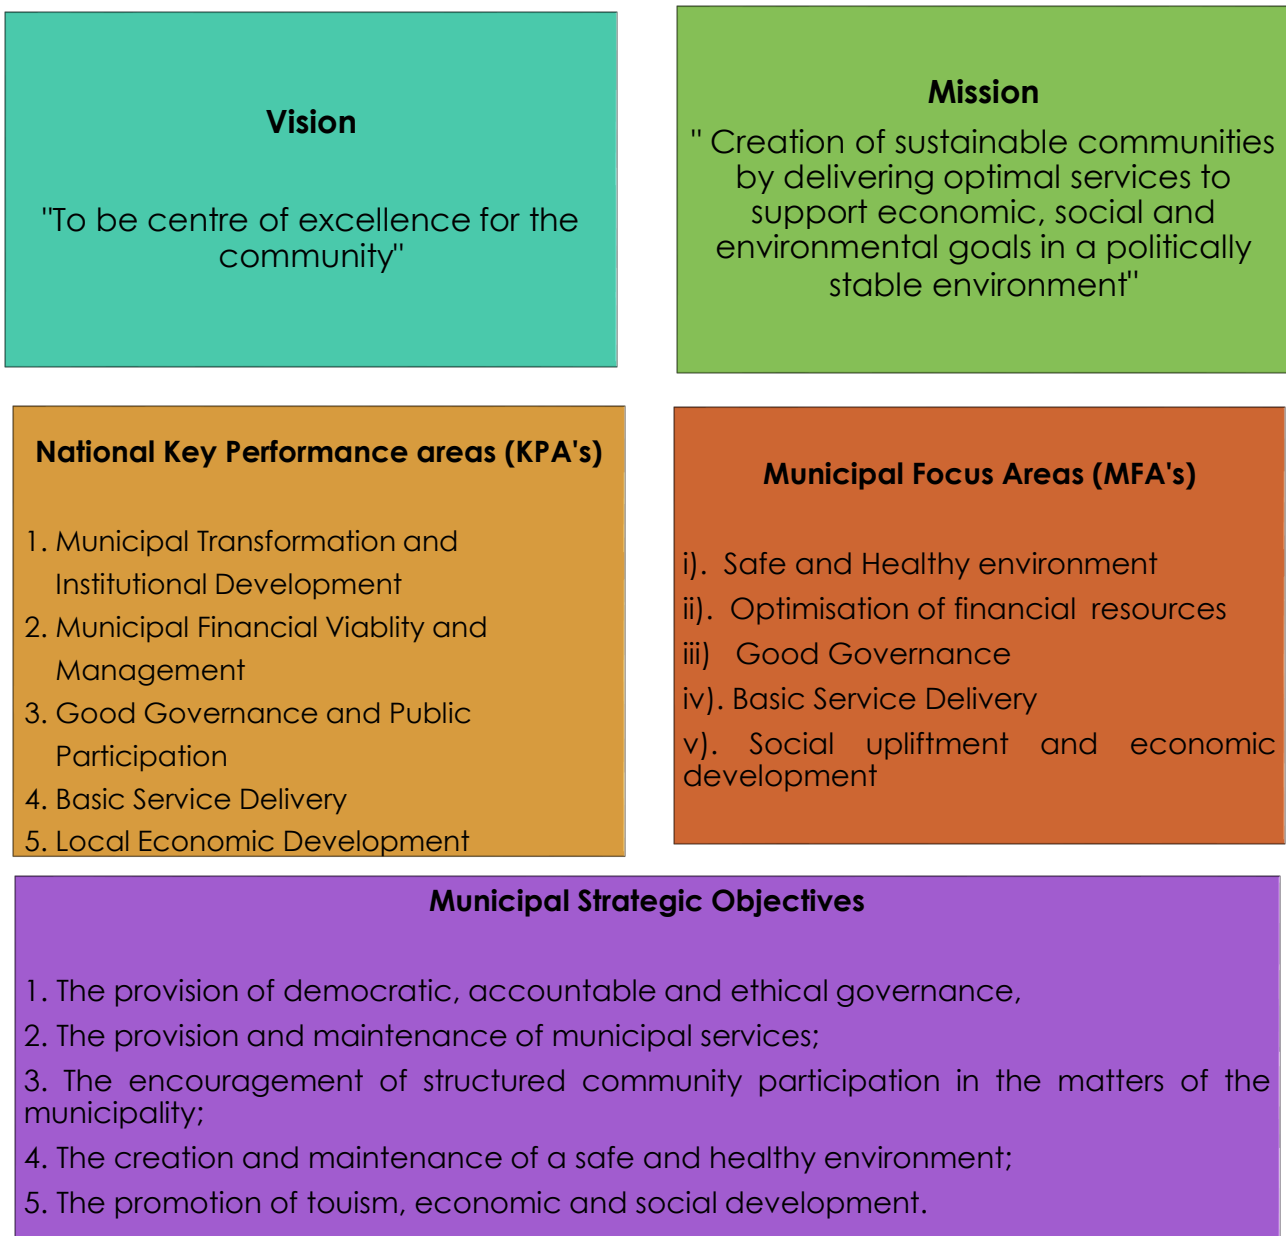 Vision
"To be centre of excellence for the
community"
Mission
" Creation of sustainable communities
by delivering optimal services to
support economic, social and
environmental goals in a politically
stable environment"
National Key Performance areas (KPA's)
1. Municipal Transformation and
Institutional Development
2. Municipal Financial Viablity and
Management
3. Good Governance and Public
Participation
4. Basic Service Delivery
5. Local Economic Development
Municipal Focus Areas (MFA's)
i). Safe and Healthy environment
ii). Optimisation of financial resources
iii) Good Governance
iv). Basic Service Delivery
v). Social upliftment and economic
development
Municipal Strategic Objectives
1. The provision of democratic, accountable and ethical governance,
2. The provision and maintenance of municipal services;
3. The encouragement of structured community participation in the matters of the
municipality;
4. The creation and maintenance of a safe and healthy environment;
5. The promotion of touism, economic and social development.